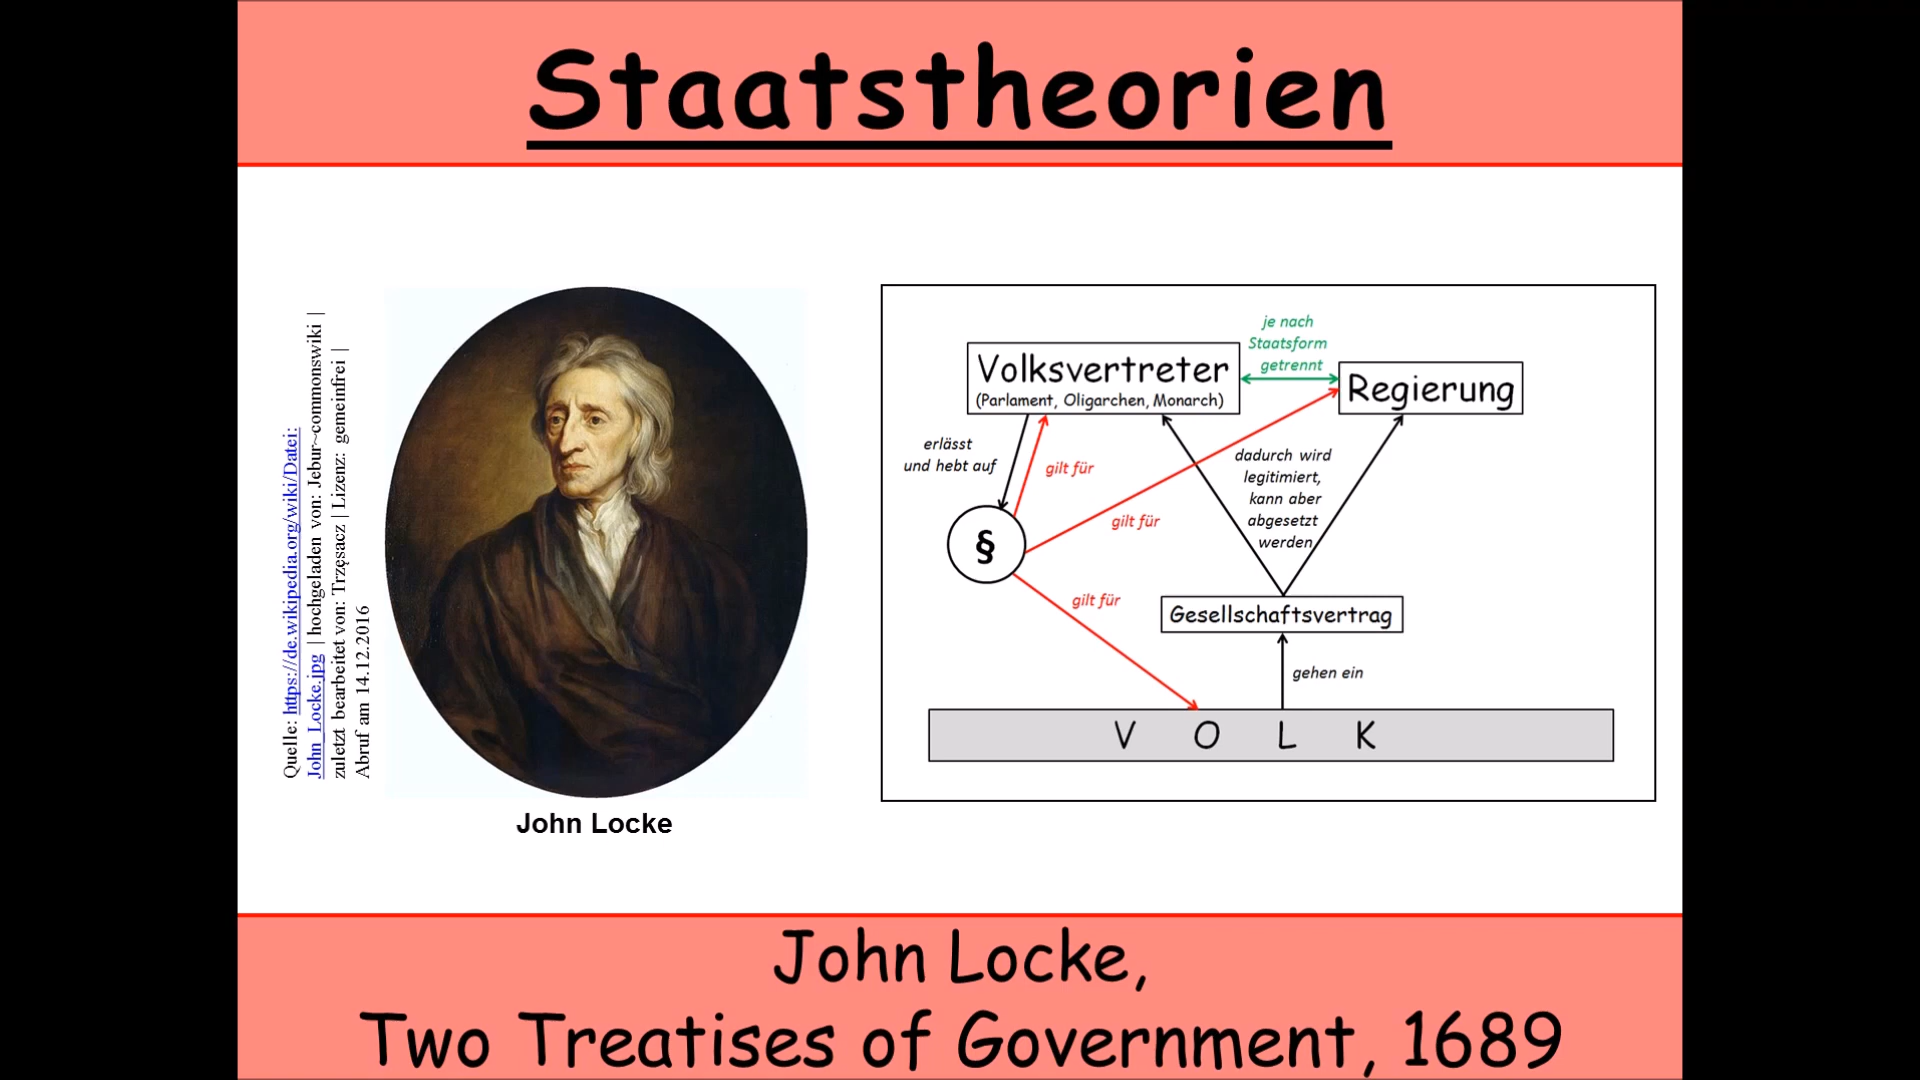 Staatstheorien
Quelle: https://de.wikipedia.org/wiki/Datei:
John_Locke.jpg | hochgeladen von: Jebur~commonswiki |
zuletzt bearbeitet von: Trzęsacz | Lizenz: gemeinfrei |
Abruf am 14.12.2016
John Locke
je nach
Staatsform
getrennt
Volksvertreter
(Parlament, Oligarchen, Monarch)
Regierung
erlässt
und hebt auf
gilt für
dadurch wird
legitimiert,
kann aber
abgesetzt
werden
gilt für
§
gilt für
Gesellschaftsvertrag
gehen ein
V O L K
John Locke,
Two Treatises of Government, 1689